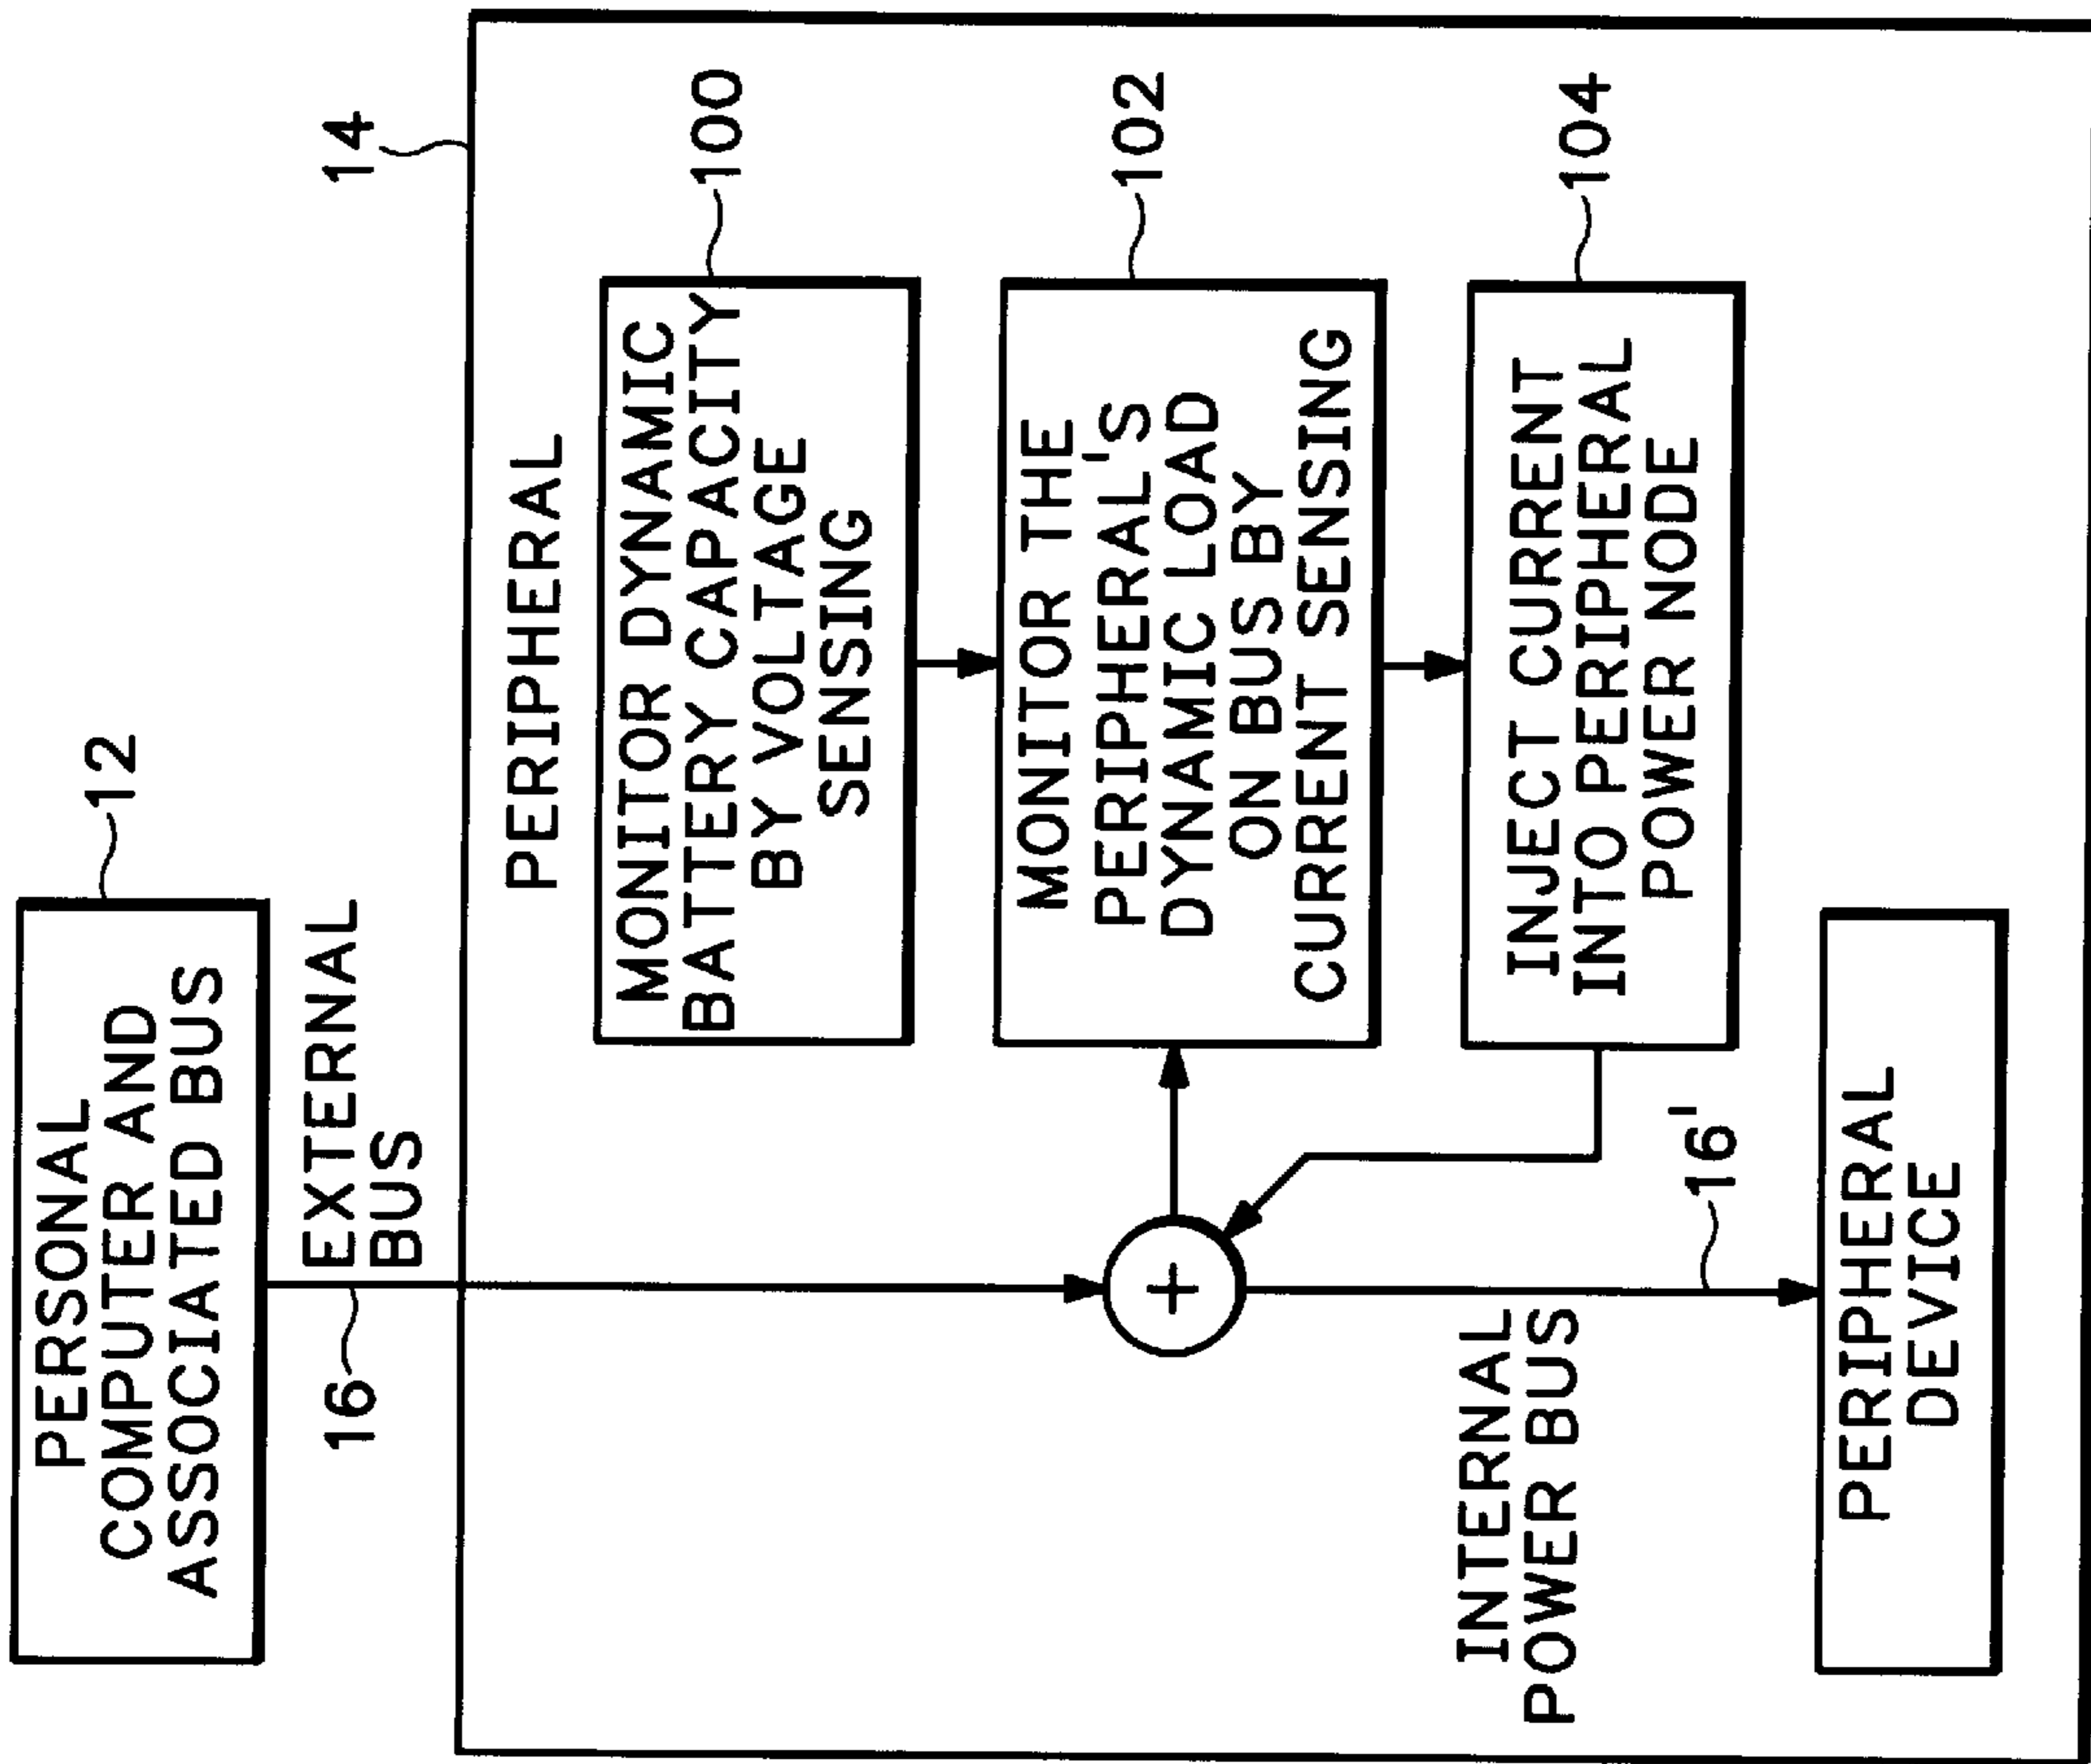 PERSONAL
COMPUTER AND
ASSOCIATED BUS
12
EXTERNAL
BUS
16
14
PERIPHERAL
MONITOR DYNAMIC
BATTERY CAPACITY
BY VOLTAGE
SENSING
100
MONITOR THE
PERIPHERAL'S
DYNAMIC LOAD
ON BUS BY
CURRENT SENSING
102
INJECT CURRENT
INTO PERIPHERAL
POWER NODE
104
+
INTERNAL
POWER BUS
16'
PERIPHERAL
DEVICE